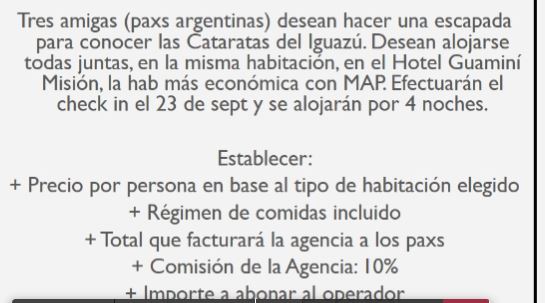 Tres amigas (paxs argentinas) desean hacer una escapada
para conocer las Cataratas del Iguazú. Desean alojarse
todas juntas, en la misma habitación, en el Hotel Guaminí
Misión, la hab más económica con MAP. Efectuarán el
check in el 23 de sept y se alojarán por 4 noches.
Establecer:
+ Precio por persona en base al tipo de habitación elegido
+ Régimen de comidas incluido
+ Total que facturará la agencia a los paxs
+ Comisión de la Agencia: 10%
+ Importe a abonar al operador